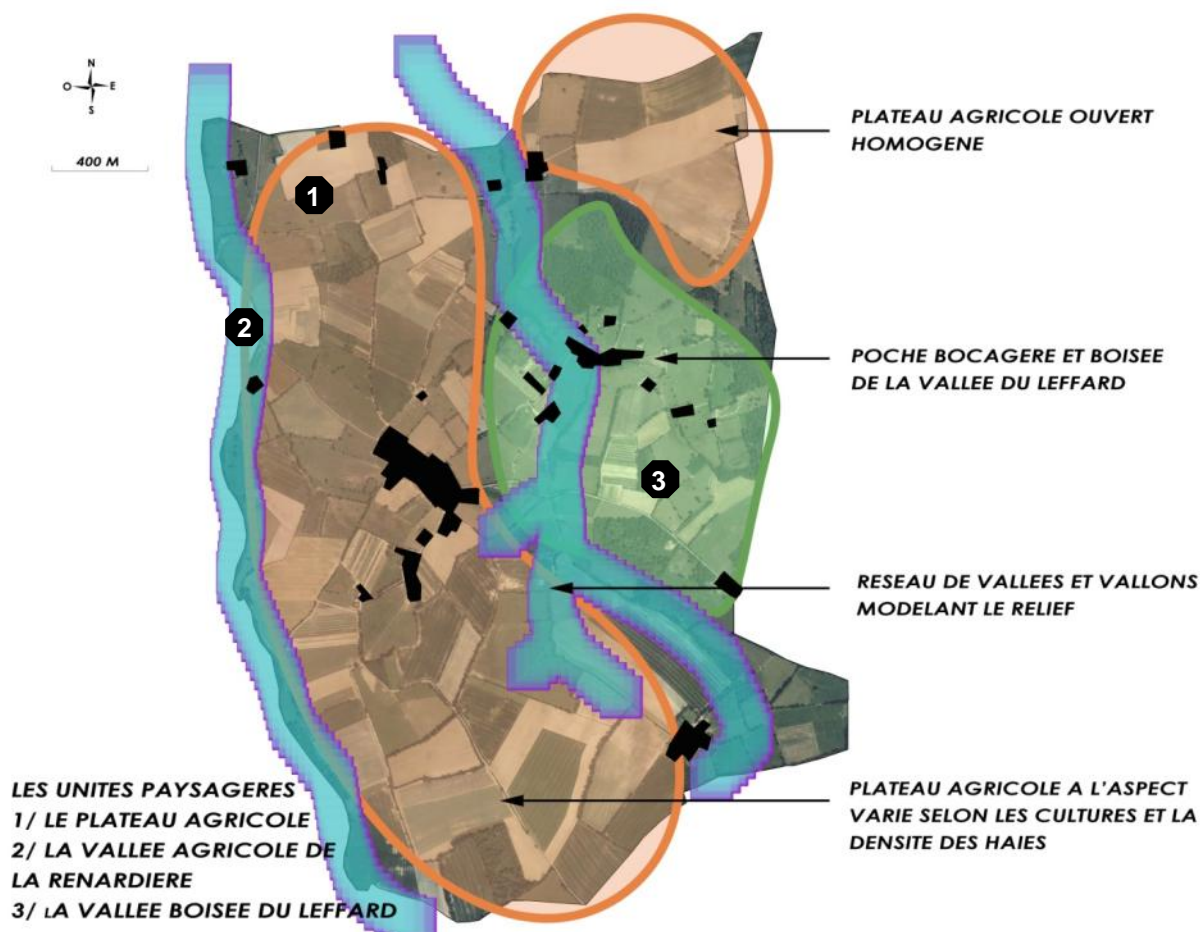 N
O E
S
400 M
PLATEAU AGRICOLE OUVERT
HOMOGENE
1
2
POCHE BOCAGERE ET BOISEE
DE LA VALLEE DU LEFFARD
3
RESEAU DE VALLEES ET VALLONS
MODELANT LE RELIEF
PLATEAU AGRICOLE A L'ASPECT
VARIE SELON LES CULTURES ET LA
DENSITE DES HAIES
LES UNITES PAYSAGERES
1/ LE PLATEAU AGRICOLE
2/ LA VALLEE AGRICOLE DE
LA RENARDIERE
3/ LA VALLEE BOISEE DU LEFFARD